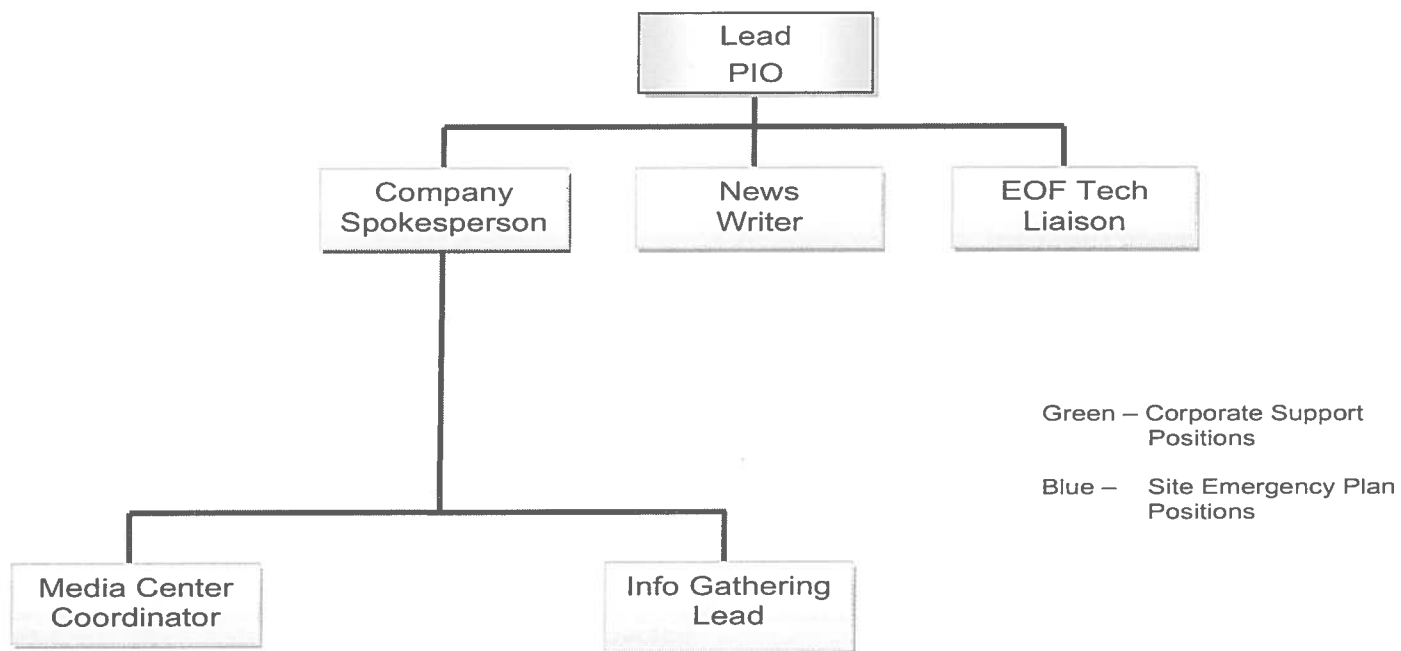 Lead
PIO
Company
Spokesperson
News
Writer
EOF Tech
Liaison
Green – Corporate Support
Positions
Blue – Site Emergency Plan
Positions
Media Center
Coordinator
Info Gathering
Lead